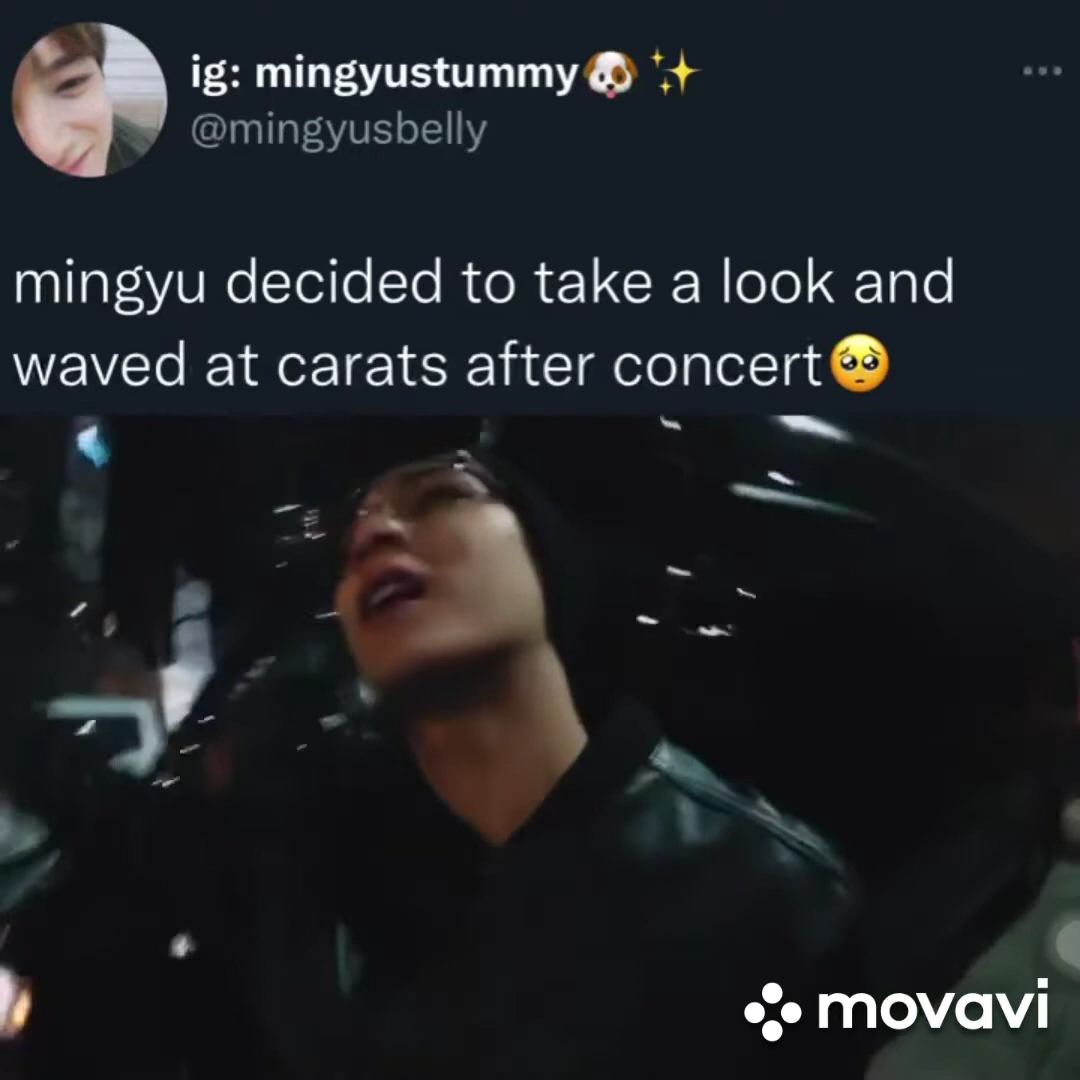 ig: mingyustummy🐶✨
@mingyusbelly
mingyu decided to take a look and
waved at carats after concert🥺
movavi